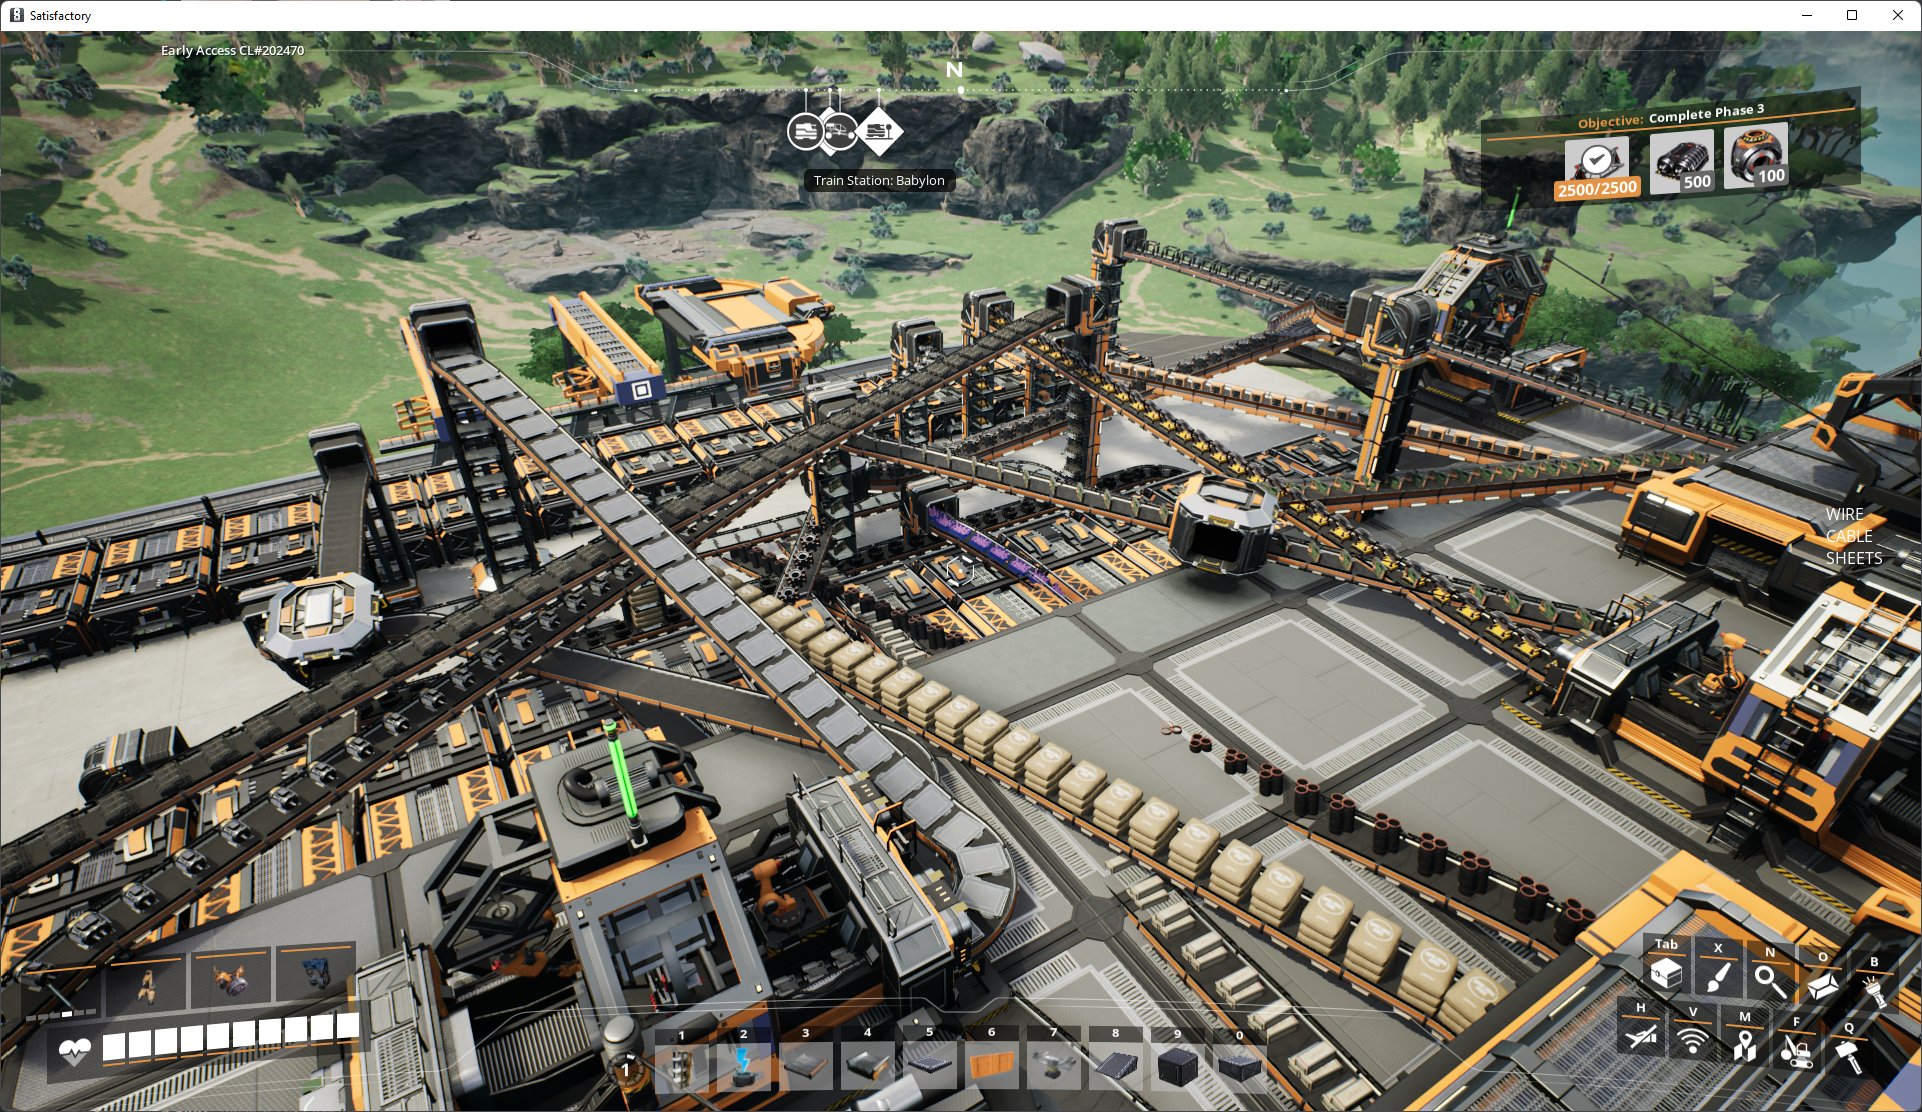 Satisfactory
Early Access CL#202470
N
Train Station: Babylon
Objective: Complete Phase 3
2500/2500
500
100
WIRE
CABLE
SHEETS
Tab X N O B
H V M F Q
1
1 2 3 4 5 6 7 8 9 0